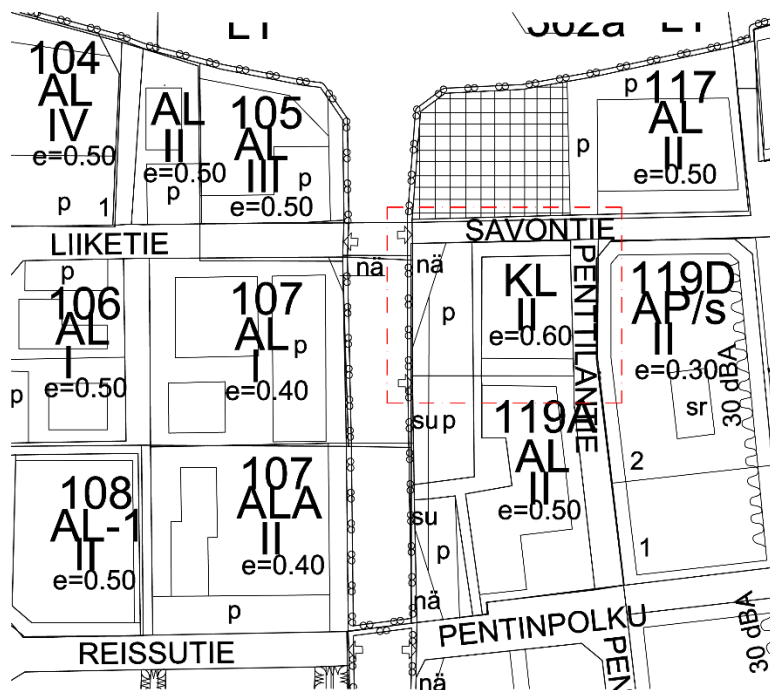 LT
302a LT
104
AL
IV
e=0.50
p
1
AL
II
e=0.50
p
105
AL
III
p
e=0.50
p
117
AL
II
e=0.50
p
LIIKETIE
SAVONTIE
PENTTILÄNTIE
nä
nä
p
106
AL
I
e=0.50
p
107
AL
p
I
e=0.40
p
KL
II
e=0.60
119D
AP/s
II
e=0.30
sr
30 dBA
2
1
su
p
119A
AL
II
e=0.50
108
AL-1
II
e=0.50
107
ALA
II
e=0.40
p
su
p
nä
REISSUTIE
PENTINPOLKU
PEN
30 dBA
nä